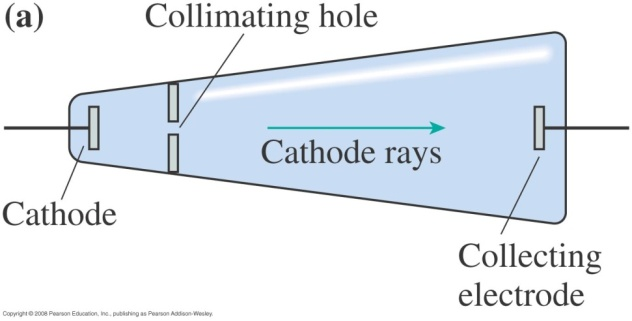 (a)
Collimating hole
Cathode rays
Cathode
Collecting
electrode
Copyright © 2008 Pearson Education, Inc., publishing as Pearson Addison-Wesley.